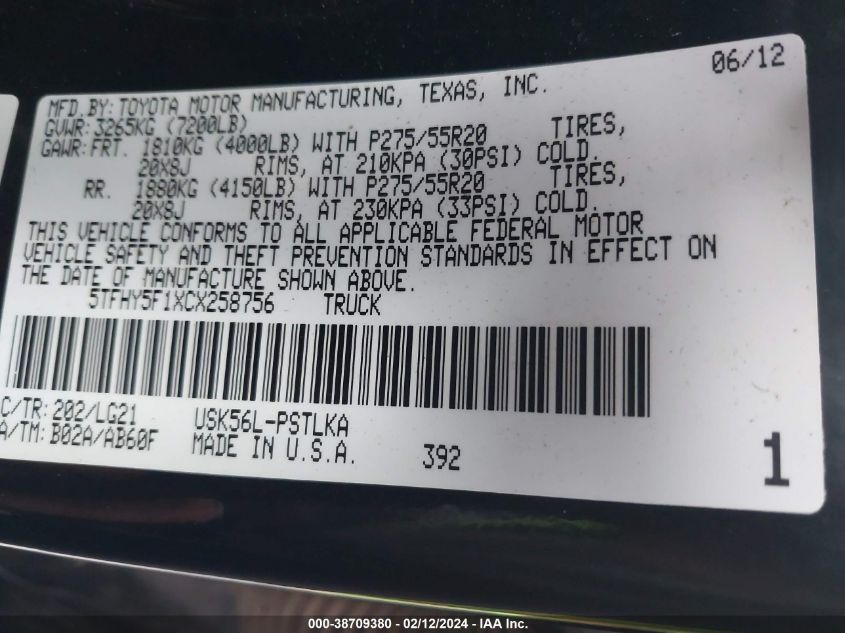 06/12
MFD.BY: TOYOTA MOTOR MANUFACTURING, TEXAS, INC.
GVWR: 3265KG (7200LB)
GAWR: FRT. 1810KG (4000LB) WITH P275/55R20 TIRES,
20X8J RIMS, AT 210KPA (30PSI) COLD.
RR. 1880KG (4150LB) WITH P275/55R20 TIRES,
20X8J RIMS, AT 230KPA (33PSI) COLD.
THIS VEHICLE CONFORMS TO ALL APPLICABLE FEDERAL MOTOR
VEHICLE SAFETY AND THEFT PREVENTION STANDARDS IN EFFECT ON
THE DATE OF MANUFACTURE SHOWN ABOVE.
5TFHY5F1XCX258756 TRUCK
C/TR: 202/LG21 USK56L-PSTLKA
A/TM: B02A/AB60F MADE IN U.S.A. 392 1
000-38709380 - 02/12/2024 - IAA Inc.